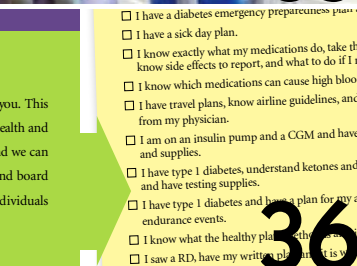 you. This
ealth and
d we can
nd board
dividuals
☐ I have a diabetes emergency preparedness plan
☐ I have a sick day plan.
☐ I know exactly what my medications do, take th
know side effects to report, and what to do if I
☐ I know which medications can cause high bloo
☐ I have travel plans, know airline guidelines, and
from my physician.
☐ I am on an insulin pump and a CGM and have
and supplies.
☐ I have type 1 diabetes, understand ketones and
and have testing supplies.
☐ I have type 1 diabetes and have a plan for my a
endurance events.
☐ I know what the healthy
☐ I saw a RD, have my written
36